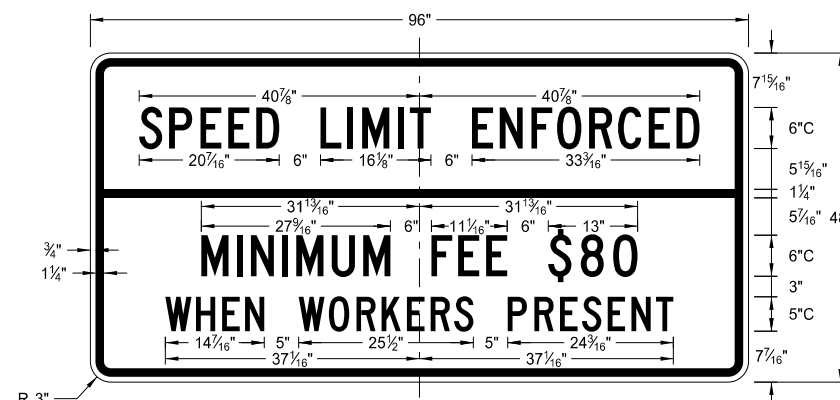 96"
40⅞" 40⅞"
SPEED LIMIT ENFORCED
20⁷⁄₁₆" 6" 16⅛" 6" 33³⁄₁₆"
31¹³⁄₁₆" 31¹³⁄₁₆"
27⁹⁄₁₆" 6" 11¹⁄₁₆" 6" 13"
MINIMUM FEE $80
WHEN WORKERS PRESENT
14⁷⁄₁₆" 5" 25½" 5" 24³⁄₁₆"
37¹⁄₁₆" 37¹⁄₁₆"
¾"
1¼"
R 3"
7¹⁵⁄₁₆"
6"C
5¹⁵⁄₁₆"
1¼"
5⁷⁄₁₆"
6"C
3"
5"C
7⁷⁄₁₆"